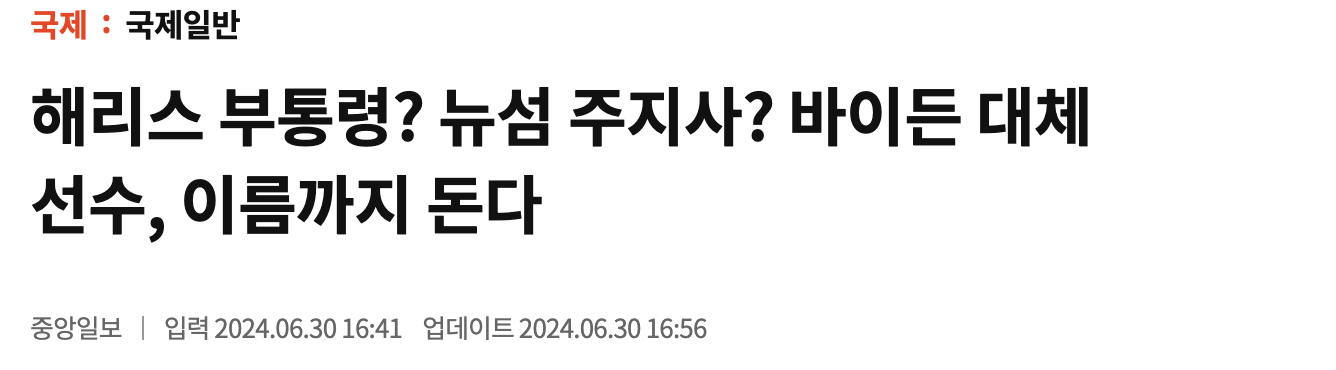 국제 : 국제일반
해리스 부통령? 뉴섬 주지사? 바이든 대체
선수, 이름까지 돈다
중앙일보 | 입력 2024.06.30 16:41 업데이트 2024.06.30 16:56